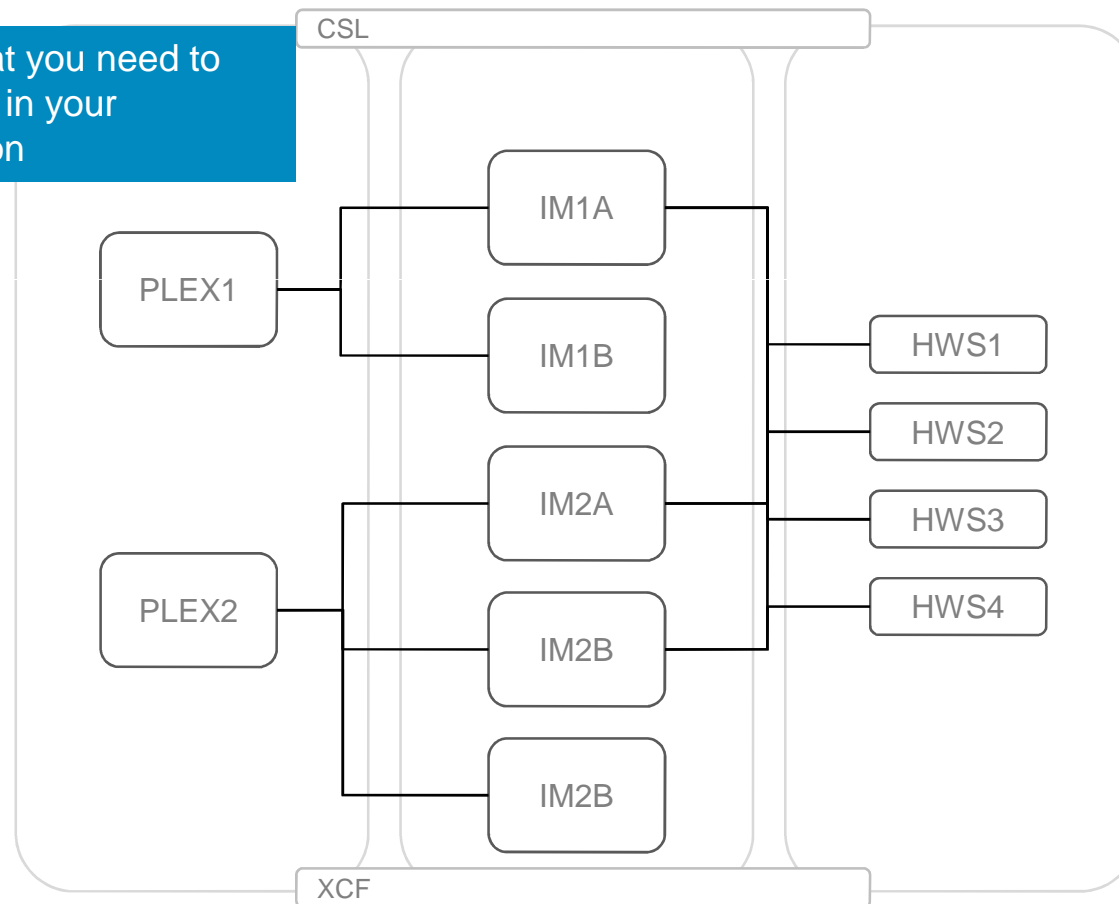 CSL
at you need to
in your
on
IM1A
PLEX1
IM1B
HWS1
HWS2
IM2A
HWS3
PLEX2
HWS4
IM2B
IM2B
XCF